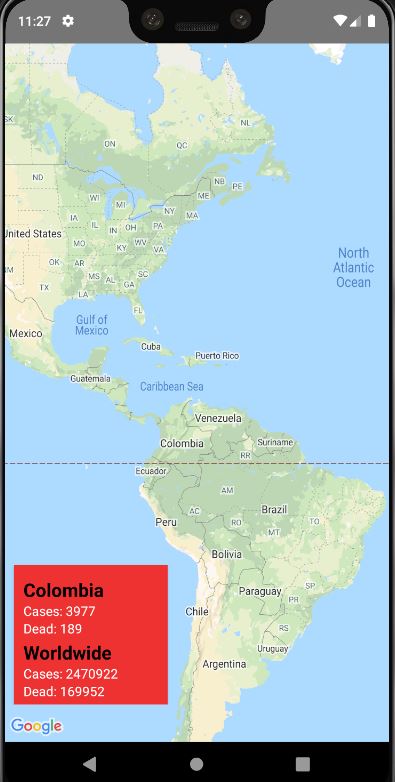 11:27
SK
ON
QC
NL
ND
NB
PE
WI
MI
NY
ME
MA
IA
IL
IN
OH
PA
United States
MO
KY
WV
VA
North
Atlantic
Ocean
OK
AR
MS
AL
SC
GA
NM
TX
LA
FL
Gulf of
Mexico
Mexico
Cuba
Puerto Rico
Guatemala
Caribbean Sea
Venezuela
Colombia
Suriname
RR
Ecuador
AM
AC
Brazil
TO
Peru
RO
MT
Bolivia
SP
Paraguay
PR
Chile
RS
Uruguay
Argentina
Colombia
Cases: 3977
Dead: 189
Worldwide
Cases: 2470922
Dead: 169952
Google